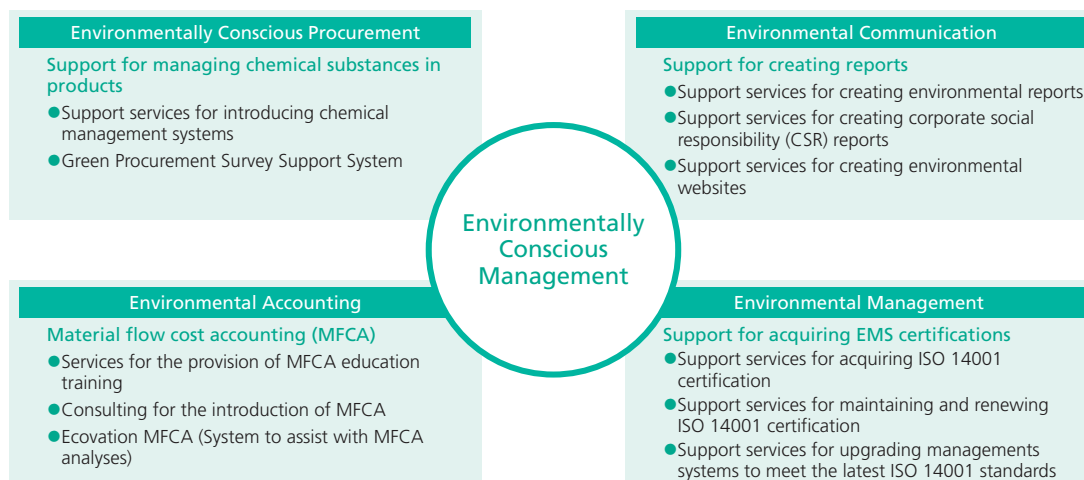 Environmentally Conscious Procurement
Support for managing chemical substances in
products
●Support services for introducing chemical
management systems
●Green Procurement Survey Support System
Environmental Communication
Support for creating reports
●Support services for creating environmental reports
●Support services for creating corporate social
responsibility (CSR) reports
●Support services for creating environmental
websites
Environmentally
Conscious
Management
Environmental Accounting
Material flow cost accounting (MFCA)
●Services for the provision of MFCA education
training
●Consulting for the introduction of MFCA
●Ecovation MFCA (System to assist with MFCA
analyses)
Environmental Management
Support for acquiring EMS certifications
●Support services for acquiring ISO 14001
certification
●Support services for maintaining and renewing
ISO 14001 certification
●Support services for upgrading managements
systems to meet the latest ISO 14001 standards